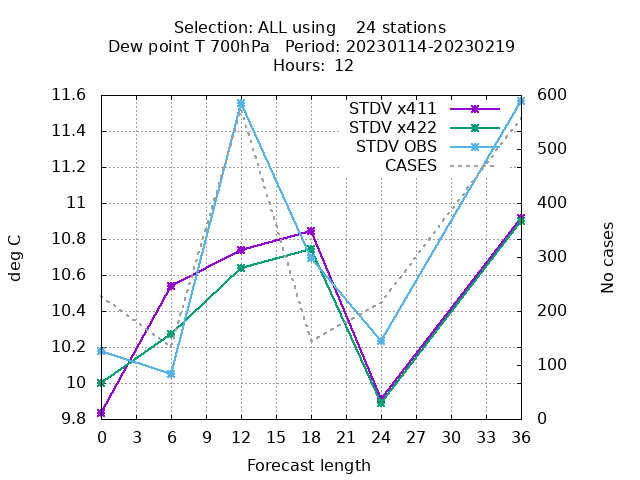 Selection: ALL using    24 stations
Dew point T 700hPa   Period: 20230114-20230219
Hours: 12
11.6
11.4
11.2
11
10.8
10.6
10.4
10.2
10
9.8
deg C
STDV x411
STDV x422
STDV OBS
CASES
600
500
400
300
200
100
0
No cases
0 3 6 9 12 15 18 21 24 27 30 33 36
Forecast length